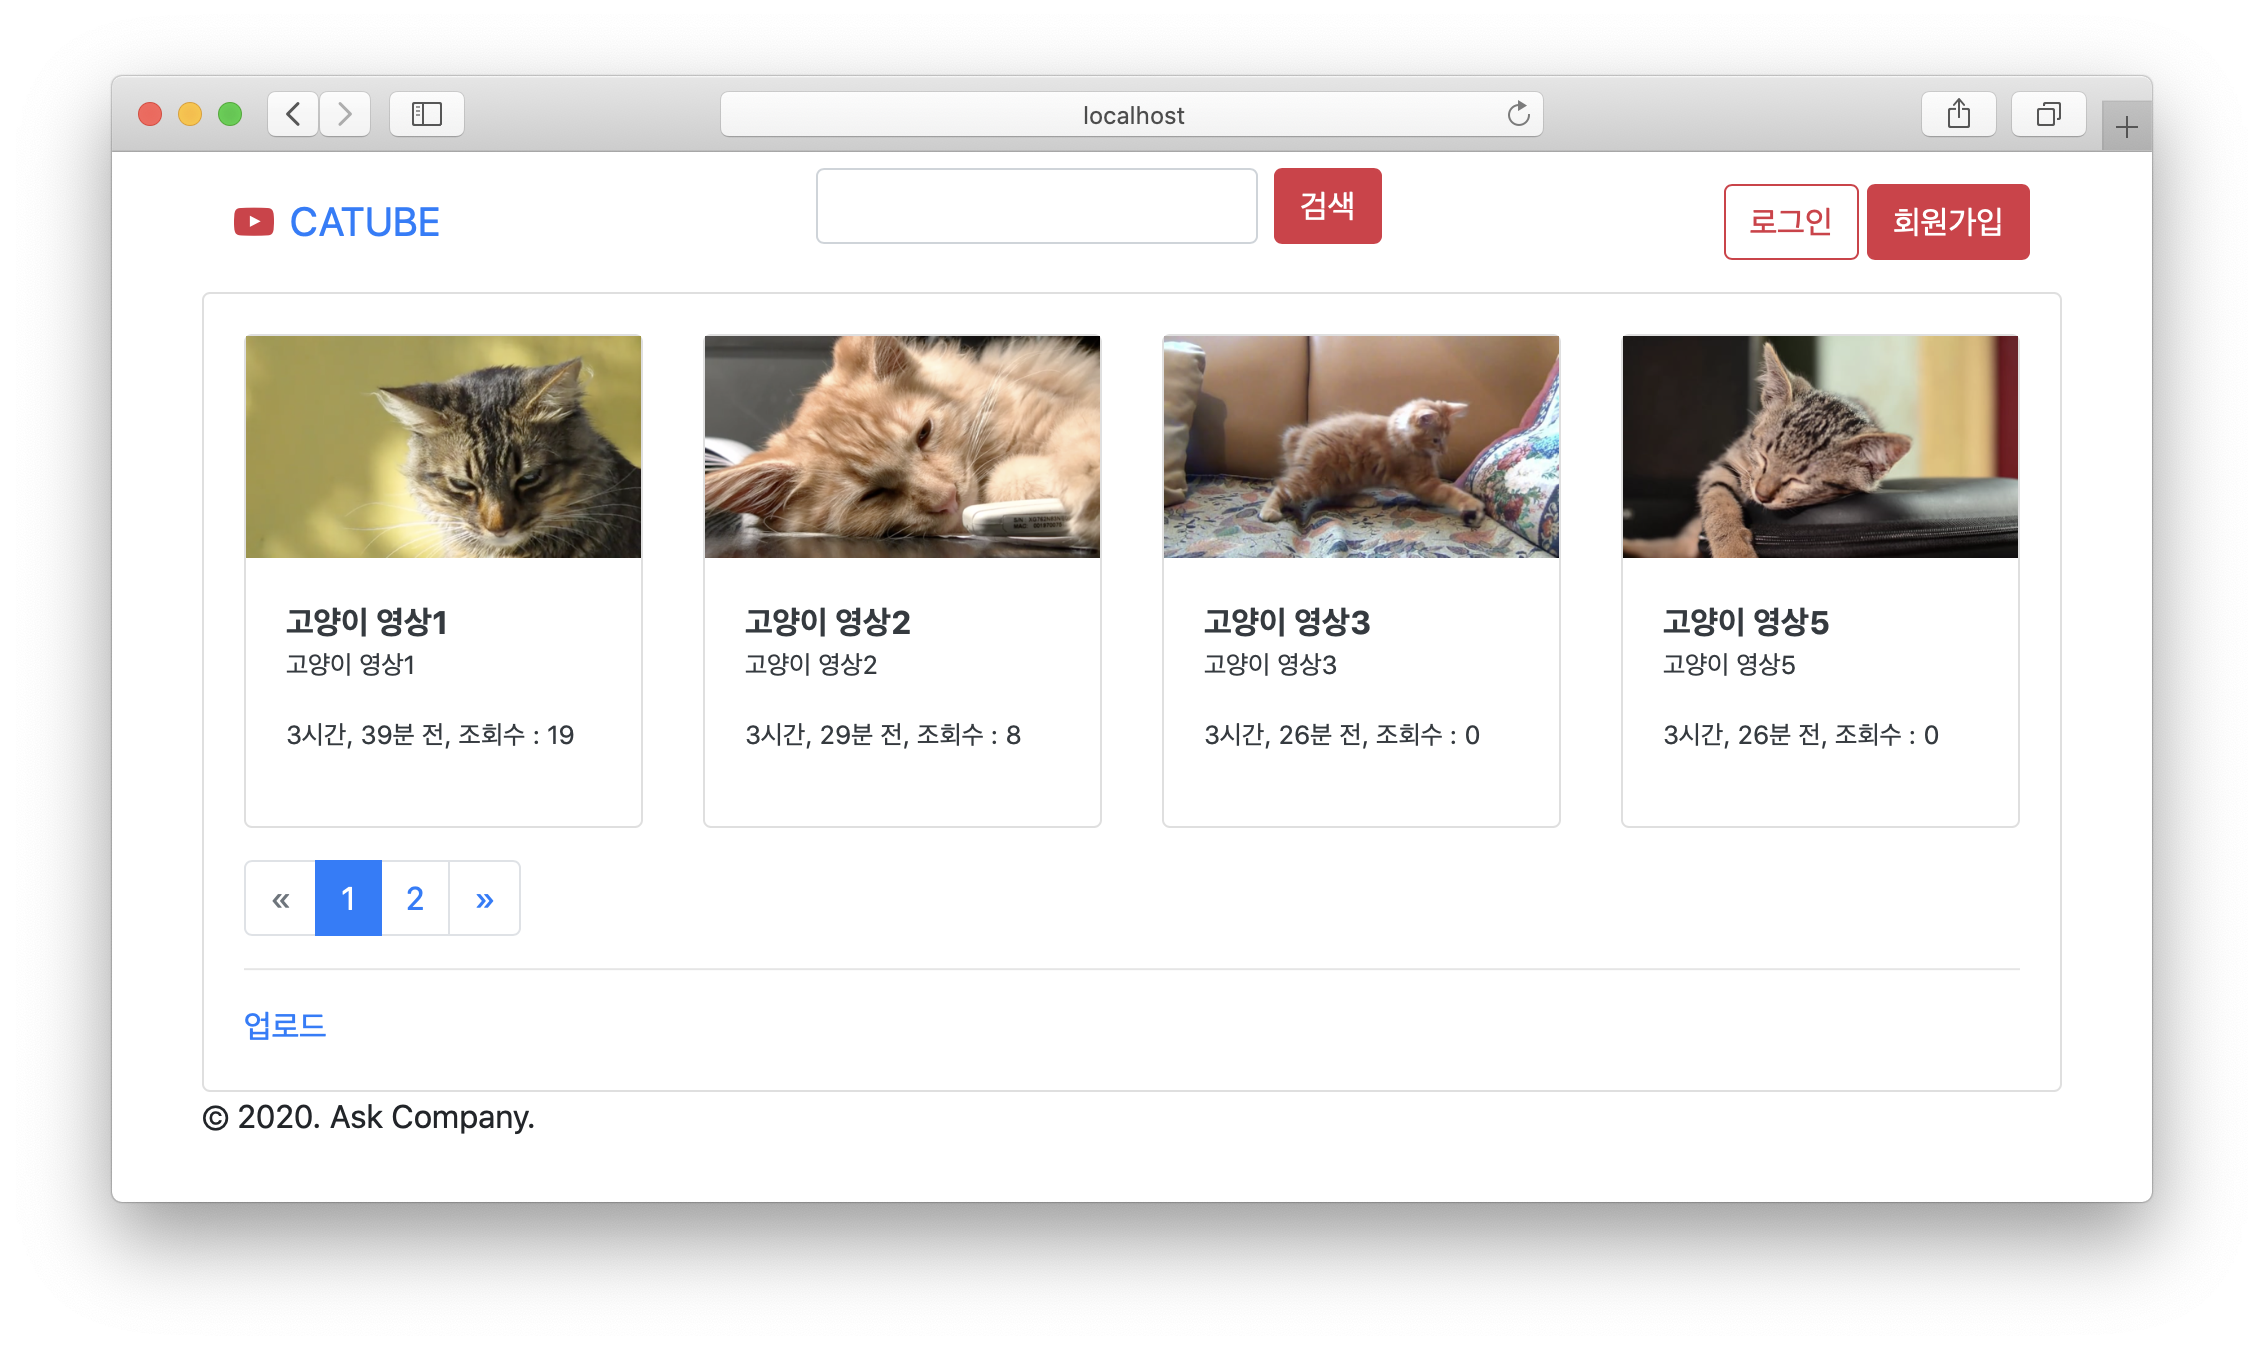 localhost
CATUBE
검색
로그인
회원가입
고양이 영상1
고양이 영상1
3시간, 39분 전, 조회수 : 19
고양이 영상2
고양이 영상2
3시간, 29분 전, 조회수 : 8
고양이 영상3
고양이 영상3
3시간, 26분 전, 조회수 : 0
고양이 영상5
고양이 영상5
3시간, 26분 전, 조회수 : 0
« 1 2 »
업로드
© 2020. Ask Company.